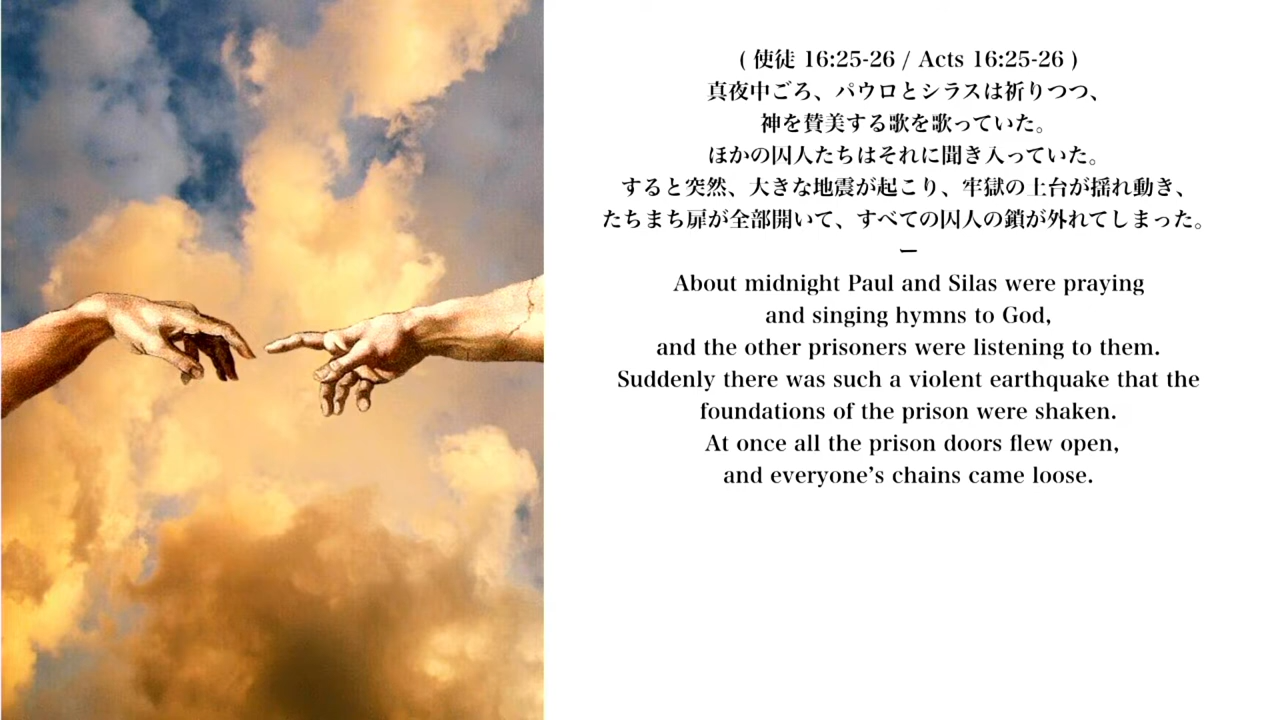 ( 使徒 16:25-26 / Acts 16:25-26 )
真夜中ごろ、パウロとシラスは祈りつつ、
神を賛美する歌を歌っていた。
ほかの囚人たちはそれに聞き入っていた。
すると突然、大きな地震が起こり、牢獄の土台が揺れ動き、
たちまち扉が全部開いて、すべての囚人の鎖が外れてしまった。
ー
About midnight Paul and Silas were praying
and singing hymns to God,
and the other prisoners were listening to them.
Suddenly there was such a violent earthquake that the
foundations of the prison were shaken.
At once all the prison doors flew open,
and everyone’s chains came loose.